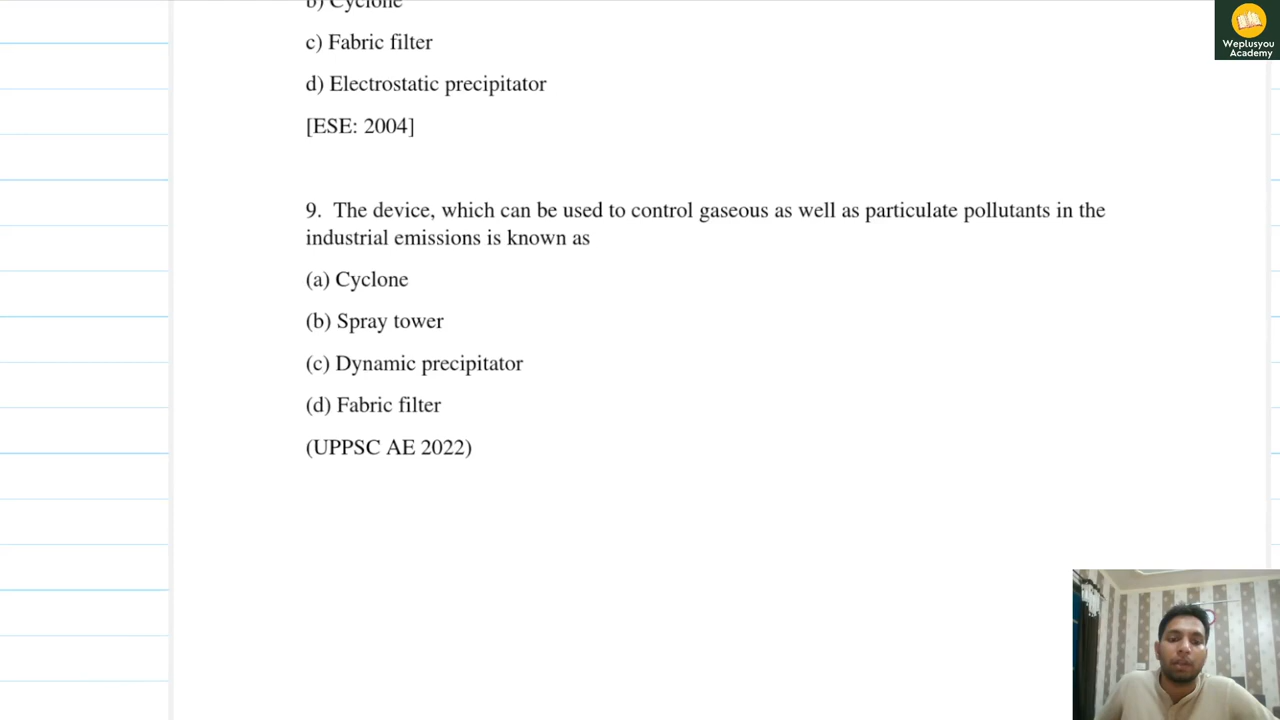 b) Cyclone
c) Fabric filter
d) Electrostatic precipitator
[ESE: 2004]
9. The device, which can be used to control gaseous as well as particulate pollutants in the
industrial emissions is known as
(a) Cyclone
(b) Spray tower
(c) Dynamic precipitator
(d) Fabric filter
(UPPSC AE 2022)
Weplusyou
Academy